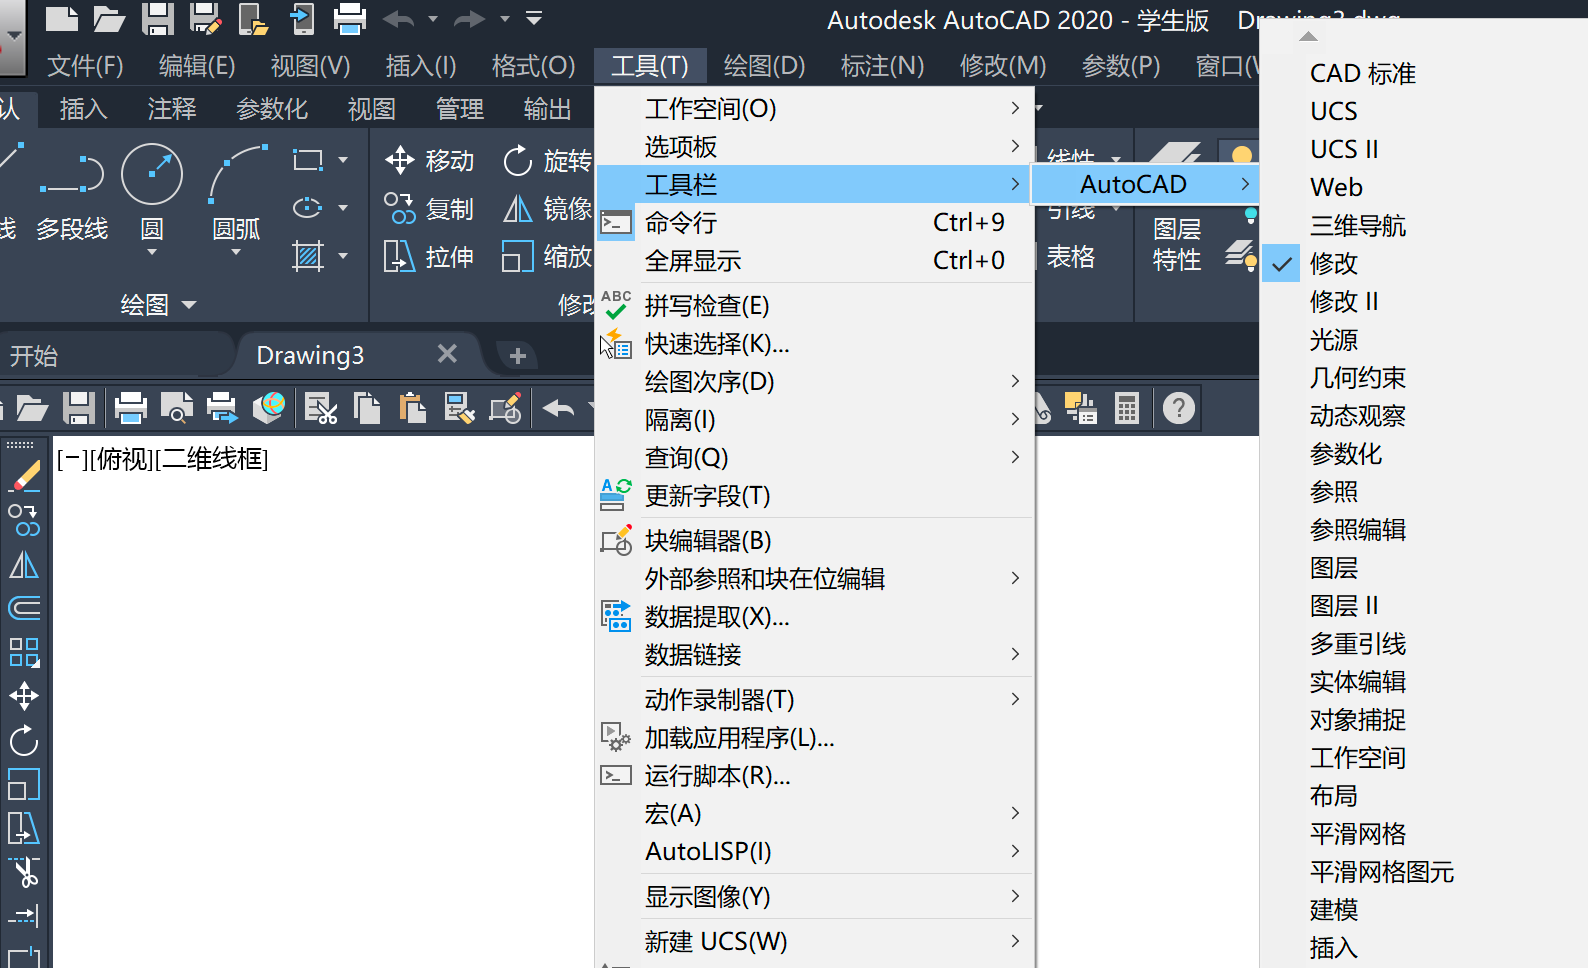 Autodesk AutoCAD 2020 - 学生版 Drawing3.dwg
文件(F) 编辑(E) 视图(V) 插入(I) 格式(O) 工具(T) 绘图(D) 标注(N) 修改(M) 参数(P) 窗口(W
认 插入 注释 参数化 视图 管理 输出
线 多段线 圆 圆弧
移动 旋转
复制 镜像
拉伸 缩放
绘图 修改
线性
引线
表格
图层
特性
开始 Drawing3
[−][俯视][二维线框]
工作空间(O)
选项板
工具栏
命令行 Ctrl+9
全屏显示 Ctrl+0
ABC
拼写检查(E)
快速选择(K)...
绘图次序(D)
隔离(I)
查询(Q)
A
更新字段(T)
块编辑器(B)
外部参照和块在位编辑
数据提取(X)...
数据链接
动作录制器(T)
加载应用程序(L)...
运行脚本(R)...
宏(A)
AutoLISP(I)
显示图像(Y)
新建 UCS(W)
AutoCAD
CAD 标准
UCS
UCS II
Web
三维导航
修改
修改 II
光源
几何约束
动态观察
参数化
参照
参照编辑
图层
图层 II
多重引线
实体编辑
对象捕捉
工作空间
布局
平滑网格
平滑网格图元
建模
插入